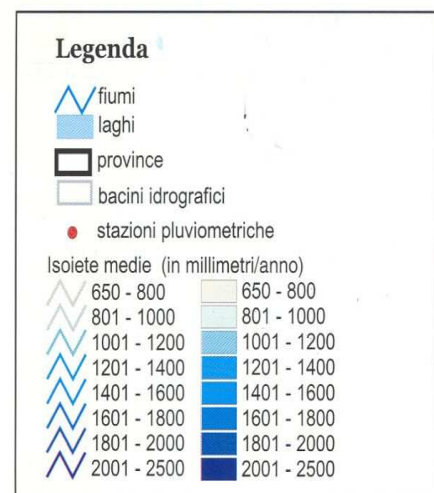 Legenda
fiumi
laghi
province
bacini idrografici
stazioni pluviometriche
Isoiete medie (in millimetri/anno)
650 - 800 650 - 800
801 - 1000 801 - 1000
1001 - 1200 1001 - 1200
1201 - 1400 1201 - 1400
1401 - 1600 1401 - 1600
1601 - 1800 1601 - 1800
1801 - 2000 1801 - 2000
2001 - 2500 2001 - 2500